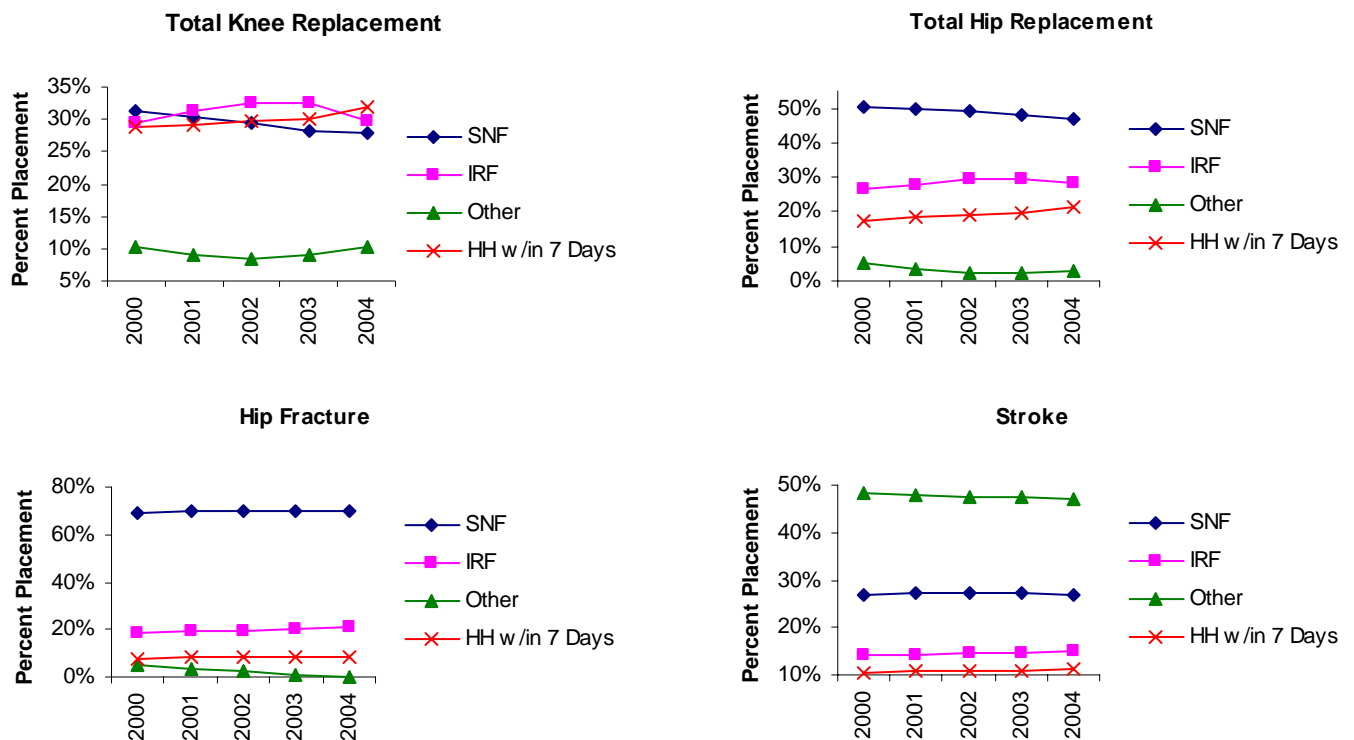 Total Knee Replacement
Percent Placement
35%
30%
25%
20%
15%
10%
5%
2000
2001
2002
2003
2004
SNF
IRF
Other
HH w/in 7 Days
Total Hip Replacement
Percent Placement
50%
40%
30%
20%
10%
0%
2000
2001
2002
2003
2004
SNF
IRF
Other
HH w/in 7 Days
Hip Fracture
Percent Placement
80%
60%
40%
20%
0%
2000
2001
2002
2003
2004
SNF
IRF
Other
HH w/in 7 Days
Stroke
Percent Placement
50%
40%
30%
20%
10%
2000
2001
2002
2003
2004
SNF
IRF
Other
HH w/in 7 Days